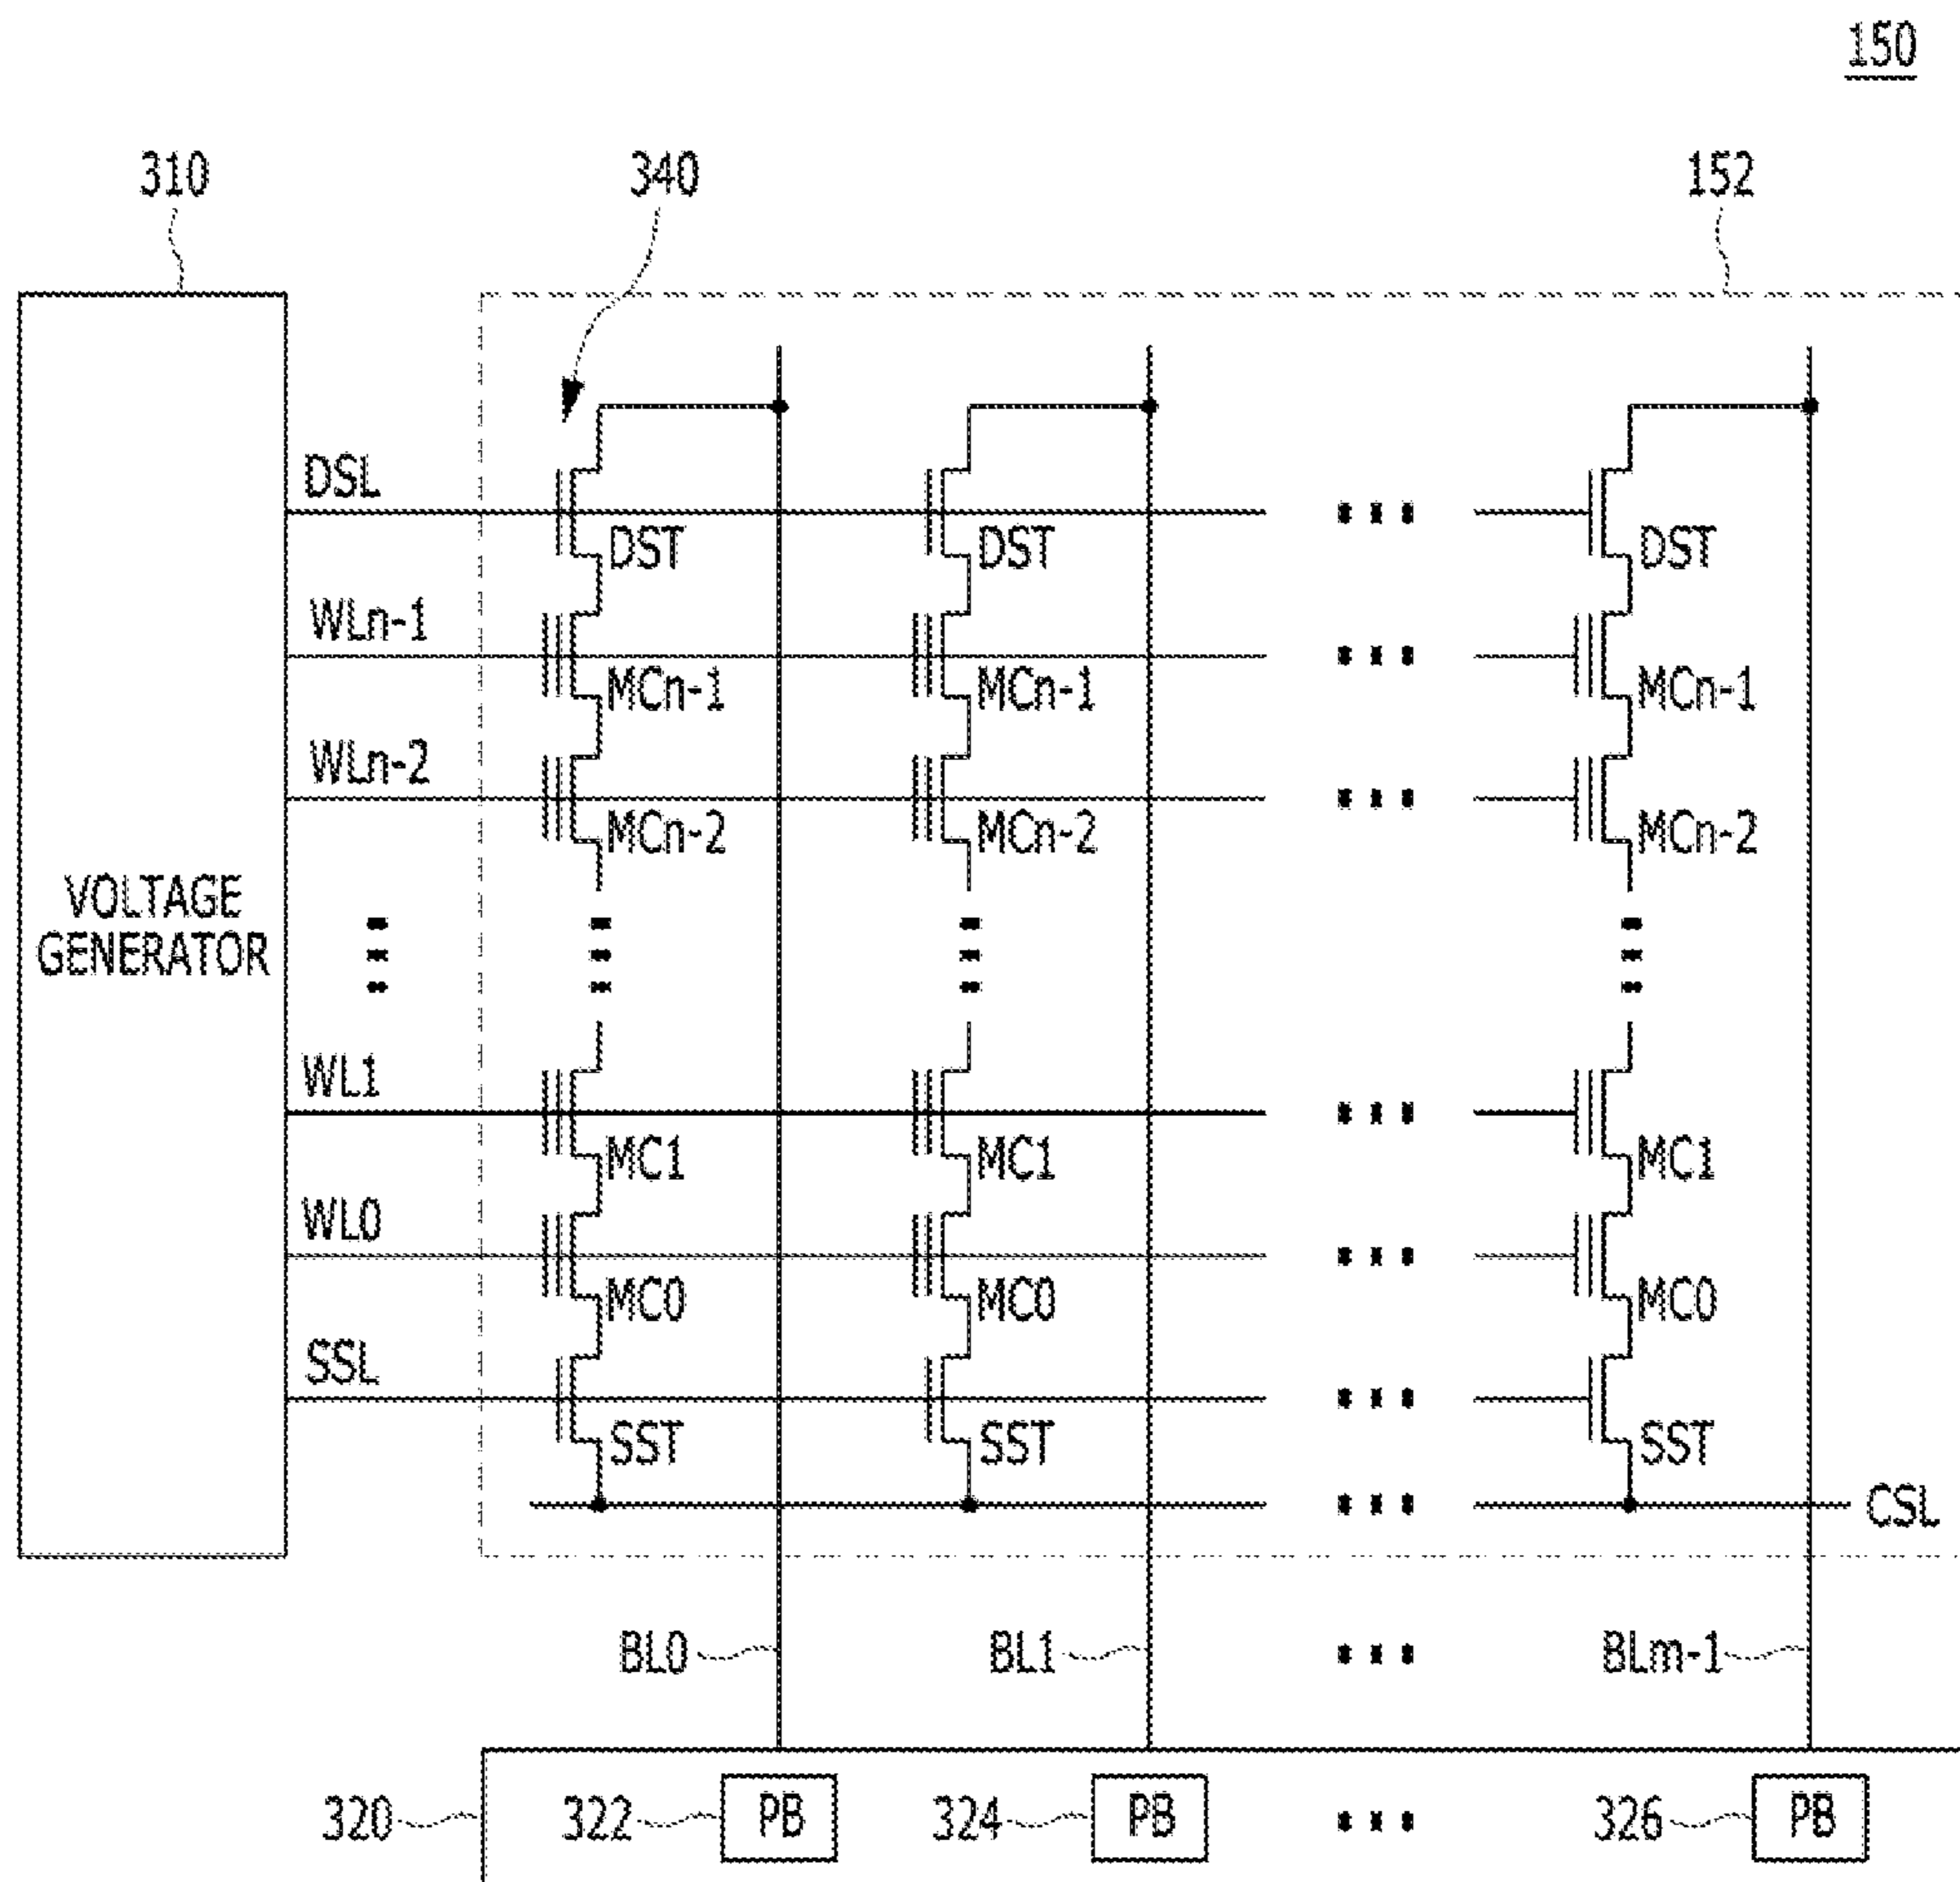 150
310
340
152
DSL
DST
DST
DST
WLn-1
MCn-1
MCn-1
MCn-1
WLn-2
MCn-2
MCn-2
MCn-2
VOLTAGE
GENERATOR
WL1
MC1
MC1
MC1
WL0
MC0
MC0
MC0
SSL
SST
SST
SST
CSL
BL0
BL1
BLm-1
320
322
PB
324
PB
326
PB